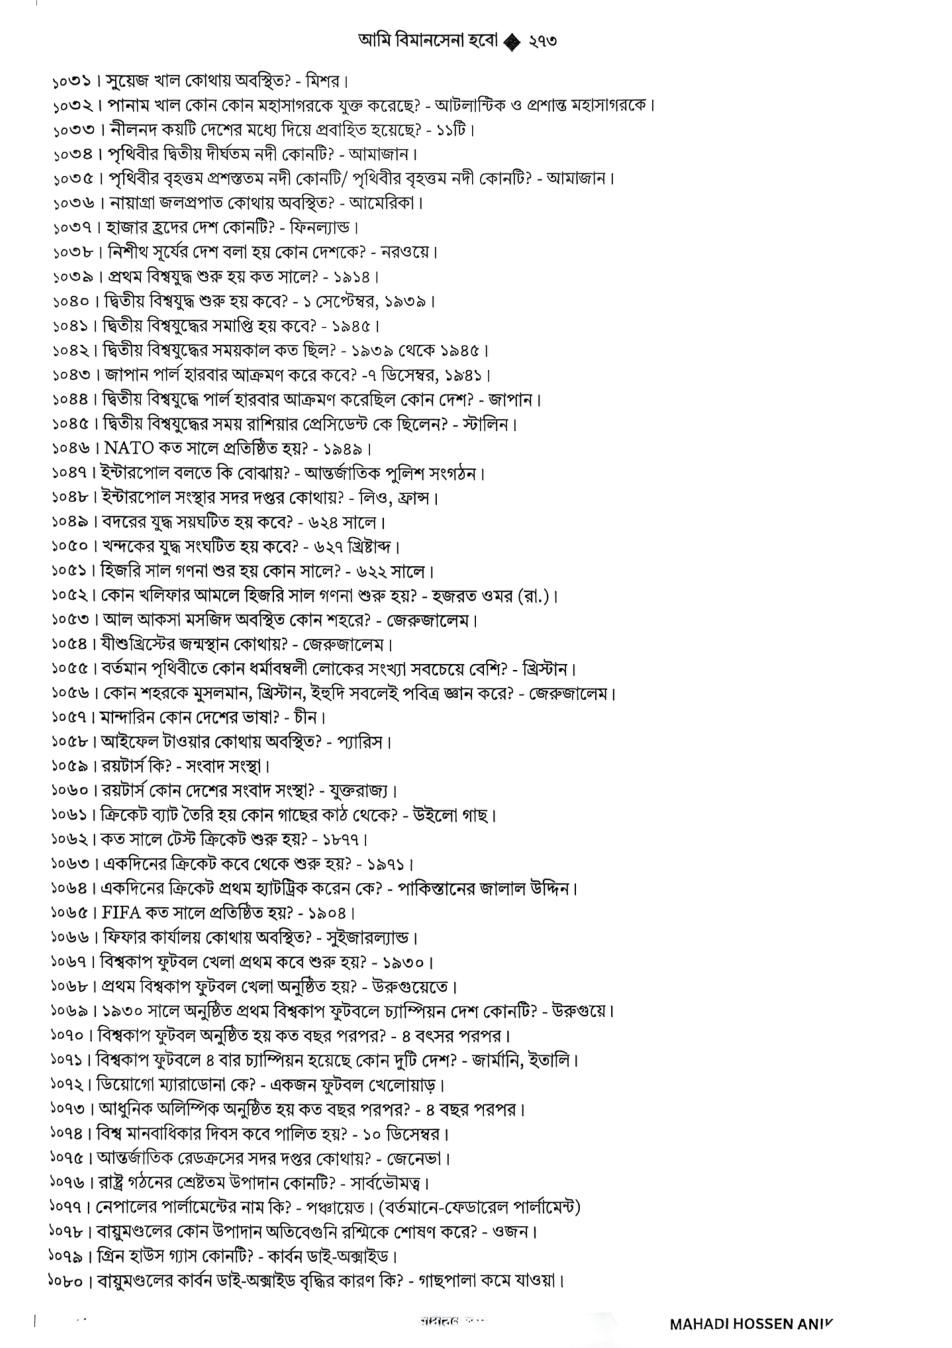 আমি বিমানসেনা হবো ◆ ২৭৩
১০৩১। সুয়েজ খাল কোথায় অবস্থিত? - মিশর।
১০৩২। পানাম খাল কোন কোন মহাসাগরকে যুক্ত করেছে? - আটলান্টিক ও প্রশান্ত মহাসাগরকে।
১০৩৩। নীলনদ কয়টি দেশের মধ্যে দিয়ে প্রবাহিত হয়েছে? - ১১টি।
১০৩৪। পৃথিবীর দ্বিতীয় দীর্ঘতম নদী কোনটি? - আমাজান।
১০৩৫। পৃথিবীর বৃহত্তম প্রশস্ততম নদী কোনটি/ পৃথিবীর বৃহত্তম নদী কোনটি? - আমাজান।
১০৩৬। নায়াগ্রা জলপ্রপাত কোথায় অবস্থিত? - আমেরিকা।
১০৩৭। হাজার হ্রদের দেশ কোনটি? - ফিনল্যান্ড।
১০৩৮। নিশীথ সূর্যের দেশ বলা হয় কোন দেশকে? - নরওয়ে।
১০৩৯। প্রথম বিশ্বযুদ্ধ শুরু হয় কত সালে? - ১৯১৪।
১০৪০। দ্বিতীয় বিশ্বযুদ্ধ শুরু হয় কবে? - ১ সেপ্টেম্বর, ১৯৩৯।
১০৪১। দ্বিতীয় বিশ্বযুদ্ধের সমাপ্তি হয় কবে? - ১৯৪৫।
১০৪২। দ্বিতীয় বিশ্বযুদ্ধের সময়কাল কত ছিল? - ১৯৩৯ থেকে ১৯৪৫।
১০৪৩। জাপান পার্ল হারবার আক্রমণ করে কবে? -৭ ডিসেম্বর, ১৯৪১।
১০৪৪। দ্বিতীয় বিশ্বযুদ্ধে পার্ল হারবার আক্রমণ করেছিল কোন দেশ? - জাপান।
১০৪৫। দ্বিতীয় বিশ্বযুদ্ধের সময় রাশিয়ার প্রেসিডেন্ট কে ছিলেন? - স্টালিন।
১০৪৬। NATO কত সালে প্রতিষ্ঠিত হয়? - ১৯৪৯।
১০৪৭। ইন্টারপোল বলতে কি বোঝায়? - আন্তর্জাতিক পুলিশ সংগঠন।
১০৪৮। ইন্টারপোল সংস্থার সদর দপ্তর কোথায়? - লিও, ফ্রান্স।
১০৪৯। বদরের যুদ্ধ সয়ঘটিত হয় কবে? - ৬২৪ সালে।
১০৫০। খন্দকের যুদ্ধ সংঘটিত হয় কবে? - ৬২৭ খ্রিষ্টাব্দ।
১০৫১। হিজরি সাল গণনা শুর হয় কোন সালে? - ৬২২ সালে।
১০৫২। কোন খলিফার আমলে হিজরি সাল গণনা শুরু হয়? - হজরত ওমর (রা.)।
১০৫৩। আল আকসা মসজিদ অবস্থিত কোন শহরে? - জেরুজালেম।
১০৫৪। যীশুখ্রিস্টের জন্মস্থান কোথায়? - জেরুজালেম।
১০৫৫। বর্তমান পৃথিবীতে কোন ধর্মাবম্বলী লোকের সংখ্যা সবচেয়ে বেশি? - খ্রিস্টান।
১০৫৬। কোন শহরকে মুসলমান, খ্রিস্টান, ইহুদি সবলেই পবিত্র জ্ঞান করে? - জেরুজালেম।
১০৫৭। মান্দারিন কোন দেশের ভাষা? - চীন।
১০৫৮। আইফেল টাওয়ার কোথায় অবস্থিত? - প্যারিস।
১০৫৯। রয়টার্স কি? - সংবাদ সংস্থা।
১০৬০। রয়টার্স কোন দেশের সংবাদ সংস্থা? - যুক্তরাজ্য।
১০৬১। ক্রিকেট ব্যাট তৈরি হয় কোন গাছের কাঠ থেকে? - উইলো গাছ।
১০৬২। কত সালে টেস্ট ক্রিকেট শুরু হয়? - ১৮৭৭।
১০৬৩। একদিনের ক্রিকেট কবে থেকে শুরু হয়? - ১৯৭১।
১০৬৪। একদিনের ক্রিকেট প্রথম হ্যাটট্রিক করেন কে? - পাকিস্তানের জালাল উদ্দিন।
১০৬৫। FIFA কত সালে প্রতিষ্ঠিত হয়? - ১৯০৪।
১০৬৬। ফিফার কার্যালয় কোথায় অবস্থিত? - সুইজারল্যান্ড।
১০৬৭। বিশ্বকাপ ফুটবল খেলা প্রথম কবে শুরু হয়? - ১৯৩০।
১০৬৮। প্রথম বিশ্বকাপ ফুটবল খেলা অনুষ্ঠিত হয়? - উরুগুয়েতে।
১০৬৯। ১৯৩০ সালে অনুষ্ঠিত প্রথম বিশ্বকাপ ফুটবলে চ্যাম্পিয়ন দেশ কোনটি? - উরুগুয়ে।
১০৭০। বিশ্বকাপ ফুটবল অনুষ্ঠিত হয় কত বছর পরপর? - ৪ বৎসর পরপর।
১০৭১। বিশ্বকাপ ফুটবলে ৪ বার চ্যাম্পিয়ন হয়েছে কোন দুটি দেশ? - জার্মানি, ইতালি।
১০৭২। ডিয়োগো ম্যারাডোনা কে? - একজন ফুটবল খেলোয়াড়।
১০৭৩। আধুনিক অলিম্পিক অনুষ্ঠিত হয় কত বছর পরপর? - ৪ বছর পরপর।
১০৭৪। বিশ্ব মানবাধিকার দিবস কবে পালিত হয়? - ১০ ডিসেম্বর।
১০৭৫। আন্তর্জাতিক রেডক্রসের সদর দপ্তর কোথায়? - জেনেভা।
১০৭৬। রাষ্ট্র গঠনের শ্রেষ্টতম উপাদান কোনটি? - সার্বভৌমত্ব।
১০৭৭। নেপালের পার্লামেন্টের নাম কি? - পঞ্চায়েত। (বর্তমানে-ফেডারেল পার্লামেন্ট)
১০৭৮। বায়ুমণ্ডলের কোন উপাদান অতিবেগুনি রশ্মিকে শোষণ করে? - ওজন।
১০৭৯। গ্রিন হাউস গ্যাস কোনটি? - কার্বন ডাই-অক্সাইড।
১০৮০। বায়ুমণ্ডলের কার্বন ডাই-অক্সাইড বৃদ্ধির কারণ কি? - গাছপালা কমে যাওয়া।
MAHADI HOSSEN ANIK